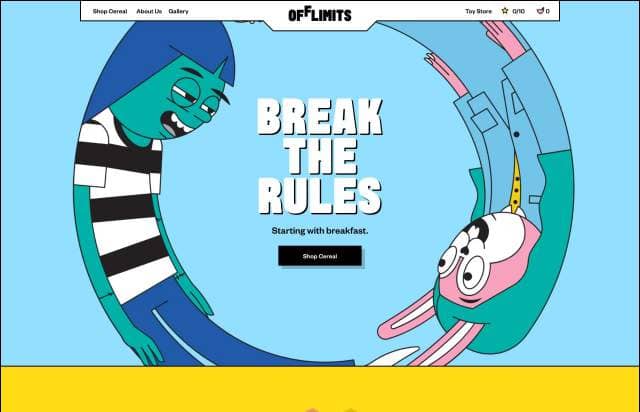 Shop Cereal About Us Gallery OFFLIMITS Toy Store 0/10 0
BREAK
THE
RULES
Starting with breakfast.
Shop Cereal